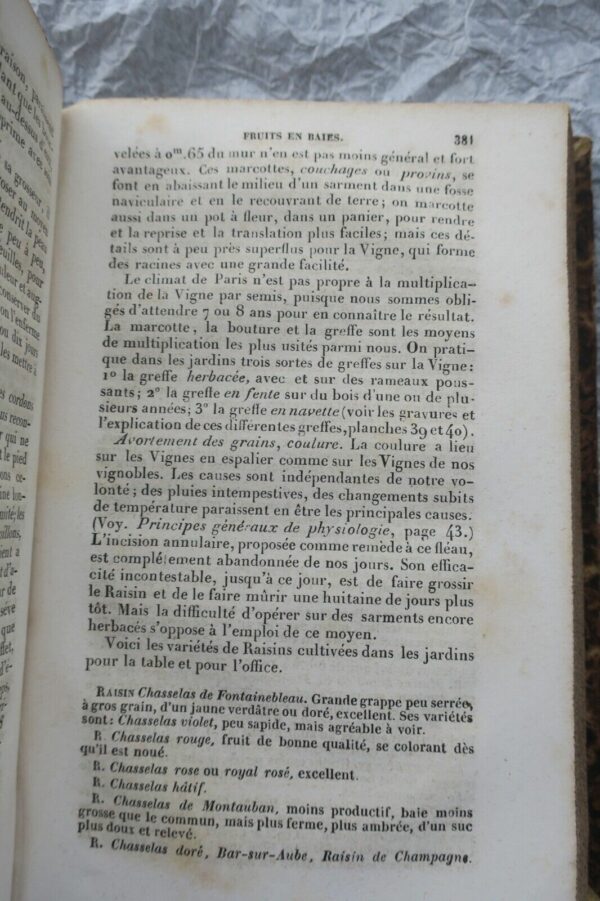 raison;
FRUITS EN BAIES. 381
velées à 0m.65 du mur n'en est pas moins général et fort
avantageux. Ces marcottes, couchages ou provins, se
font en abaissant le milieu d'un sarment dans une fosse
naviculaire et en le recouvrant de terre; on marcotte
aussi dans un pot à fleur, dans un panier, pour rendre
et la reprise et la translation plus faciles; mais ces dé-
tails sont à peu près superflus pour la Vigne, qui forme
des racines avec une grande facilité.
Le climat de Paris n'est pas propre à la multiplica-
tion de la Vigne par semis, puisque nous sommes obli-
gés d'attendre 7 ou 8 ans pour en connaître le résultat.
La marcotte, la bouture et la greffe sont les moyens
de multiplication les plus usités parmi nous. On prati-
que dans les jardins trois sortes de greffes sur la Vigne:
1° la greffe herbacée, avec et sur des rameaux pous-
sants; 2° la greffe en fente sur du bois d'une ou de plu-
sieurs années; 3° la greffe en navette (voir les gravures et
l'explication de ces différentes greffes, planches 39 et 40).
Avortement des grains, coulure. La coulure a lieu
sur les Vignes en espalier comme sur les Vignes de nos
vignobles. Les causes sont indépendantes de notre vo-
lonté; des pluies intempestives, des changements subits
de température paraissent en être les principales causes.
(Voy. Principes généraux de physiologie, page 43.)
L'incision annulaire, proposée comme remède à ce fléau,
est complétement abandonnée de nos jours. Son effica-
cité incontestable, jusqu'à ce jour, est de faire grossir
le Raisin et de le faire mûrir une huitaine de jours plus
tôt. Mais la difficulté d'opérer sur des sarments encore
herbacés s'oppose à l'emploi de ce moyen.
Voici les variétés de Raisins cultivées dans les jardins
pour la table et pour l'office.
RAISIN Chasselas de Fontainebleau. Grande grappe peu serrée,
à gros grain, d'un jaune verdâtre ou doré, excellent. Ses variétés
sont: Chasselas violet, peu sapide, mais agréable à voir.
R. Chasselas rouge, fruit de bonne qualité, se colorant dès
qu'il est noué.
R. Chasselas rose ou royal rosé, excellent.
R. Chasselas hâtif.
R. Chasselas de Montauban, moins productif, baie moins
grosse que le commun, mais plus ferme, plus ambrée, d'un suc
plus doux et relevé.
R. Chasselas doré, Bar-sur-Aube, Raisin de Champagne.